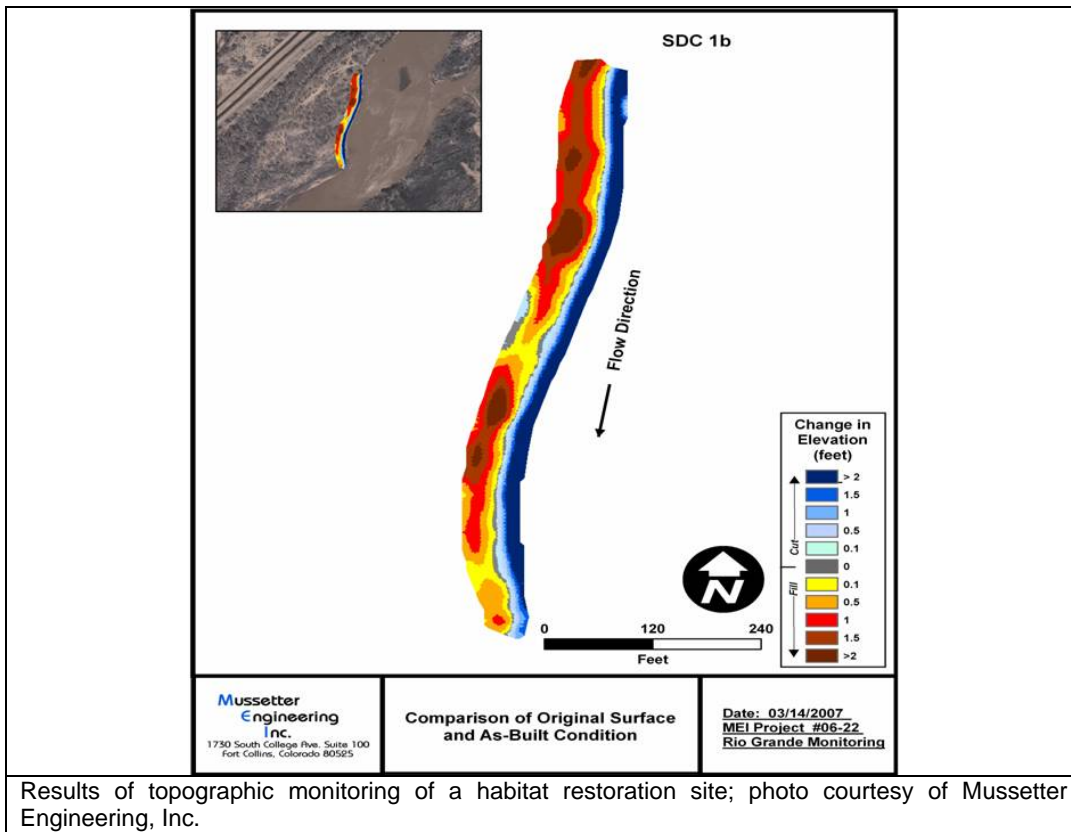 SDC 1b
Flow Direction
Change in
Elevation
(feet)
> 2
1.5
1
0.5
0.1
0
0.1
0.5
1
1.5
>2
Cut
Fill
N
0 120 240
Feet
Mussetter
Engineering
Inc.
1730 South College Ave. Suite 100
Fort Collins, Colorado 80525
Comparison of Original Surface
and As-Built Condition
Date: 03/14/2007
MEI Project #06-22
Rio Grande Monitoring
Results of topographic monitoring of a habitat restoration site; photo courtesy of Mussetter
Engineering, Inc.